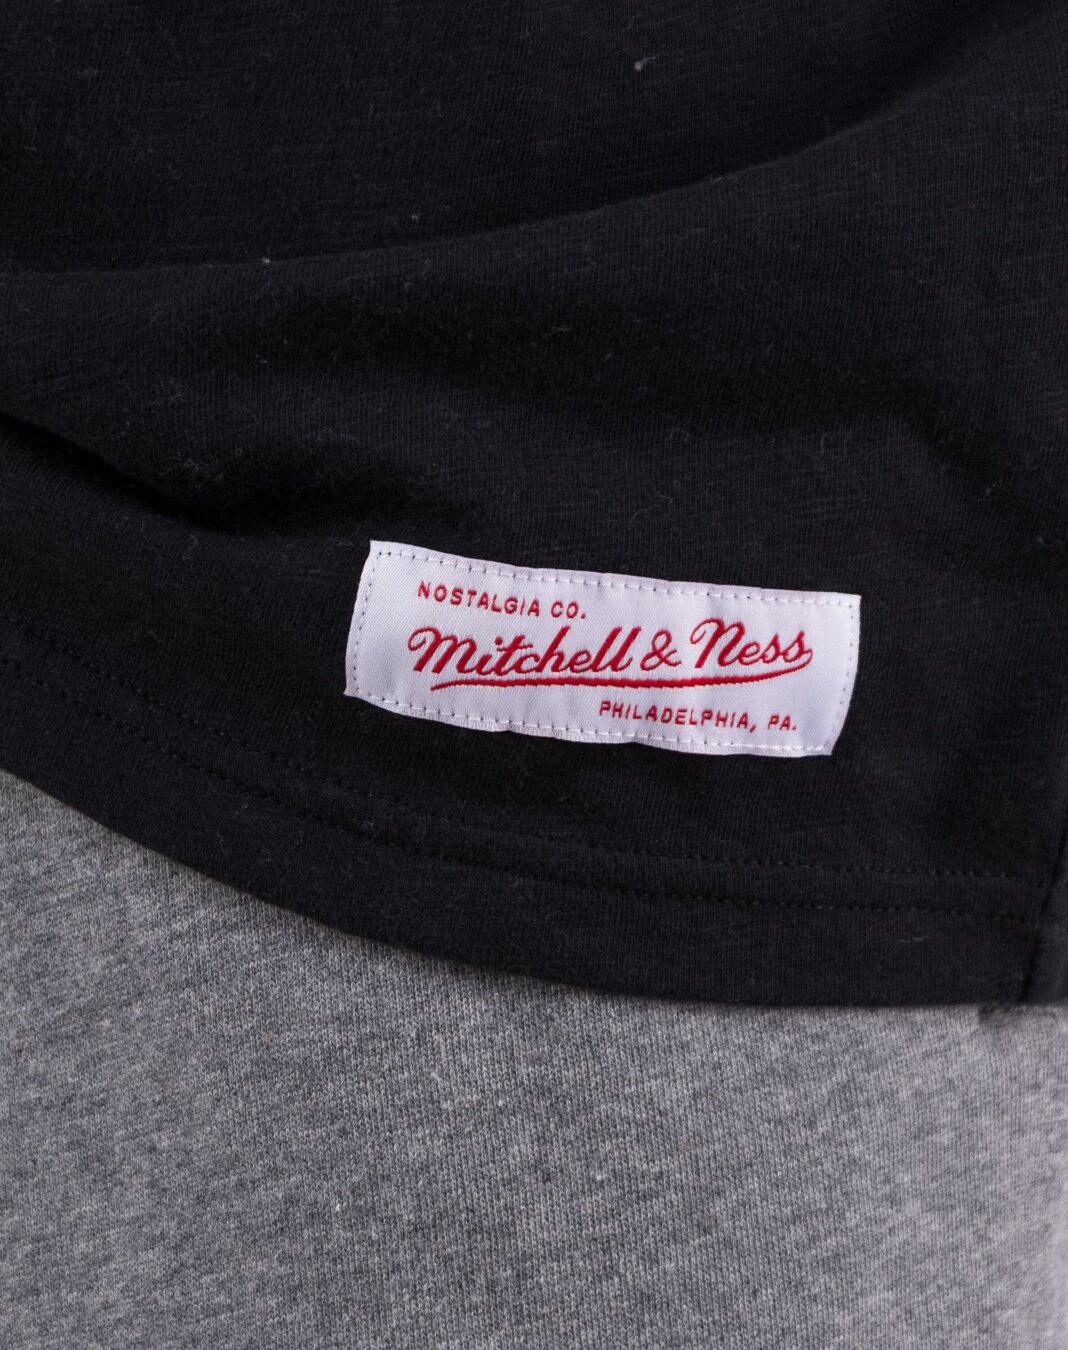 NOSTALGIA CO.
Mitchell & Ness
PHILADELPHIA, PA.